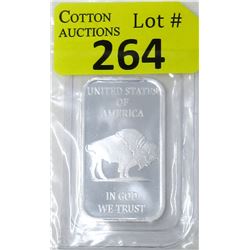 COTTON
AUCTIONS
Lot #
264
UNITED STATES
OF
AMERICA
IN GOD
WE TRUST